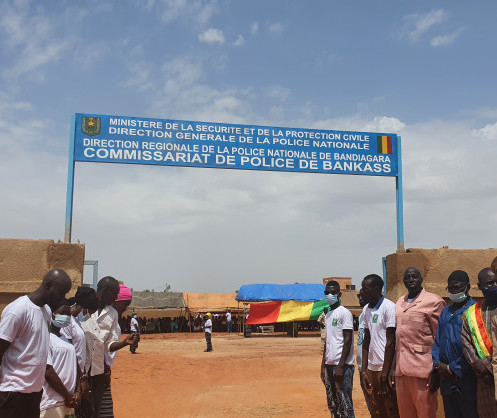 MINISTERE DE LA SECURITE ET DE LA PROTECTION CIVILE
DIRECTION GENERALE DE LA POLICE NATIONALE
DIRECTION REGIONALE DE LA POLICE NATIONALE DE BANDIAGARA
COMMISSARIAT DE POLICE DE BANKASS